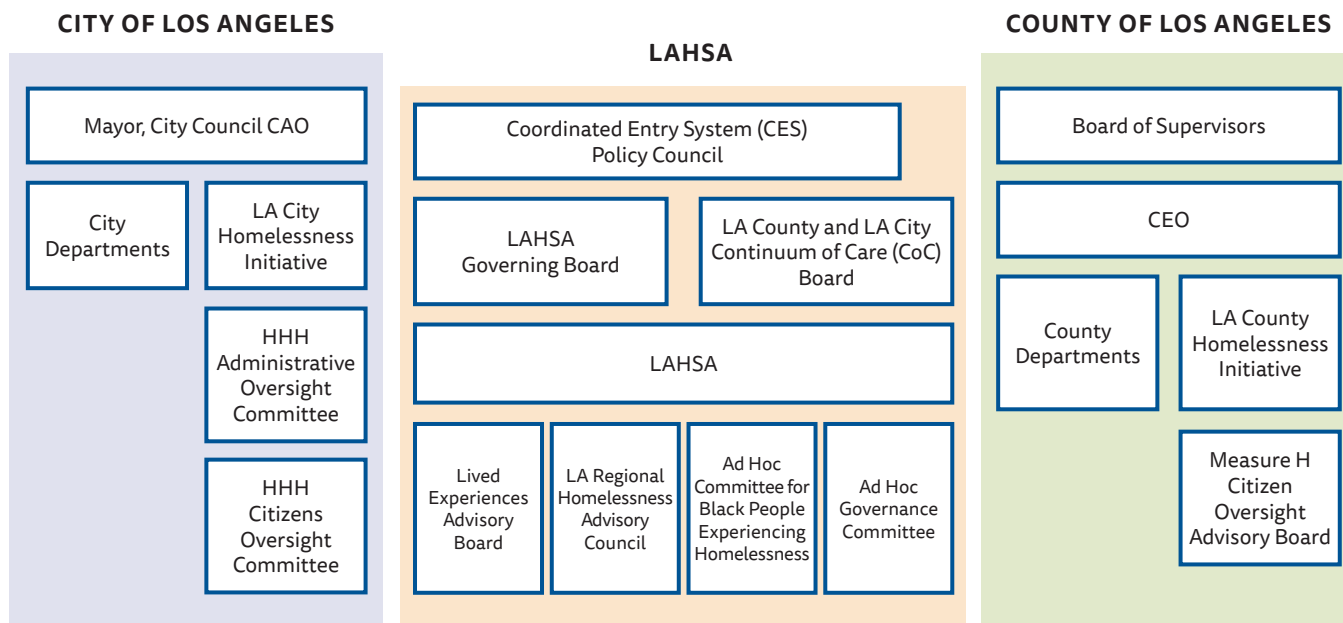 CITY OF LOS ANGELES
Mayor, City Council CAO
City
Departments
LA City
Homelessness
Initiative
HHH
Administrative
Oversight
Committee
HHH
Citizens
Oversight
Committee
LAHSA
Coordinated Entry System (CES)
Policy Council
LAHSA
Governing Board
LA County and LA City
Continuum of Care (CoC)
Board
LAHSA
Lived
Experiences
Advisory
Board
LA Regional
Homelessness
Advisory
Council
Ad Hoc
Committee for
Black People
Experiencing
Homelessness
Ad Hoc
Governance
Committee
COUNTY OF LOS ANGELES
Board of Supervisors
CEO
County
Departments
LA County
Homelessness
Initiative
Measure H
Citizen
Oversight
Advisory Board